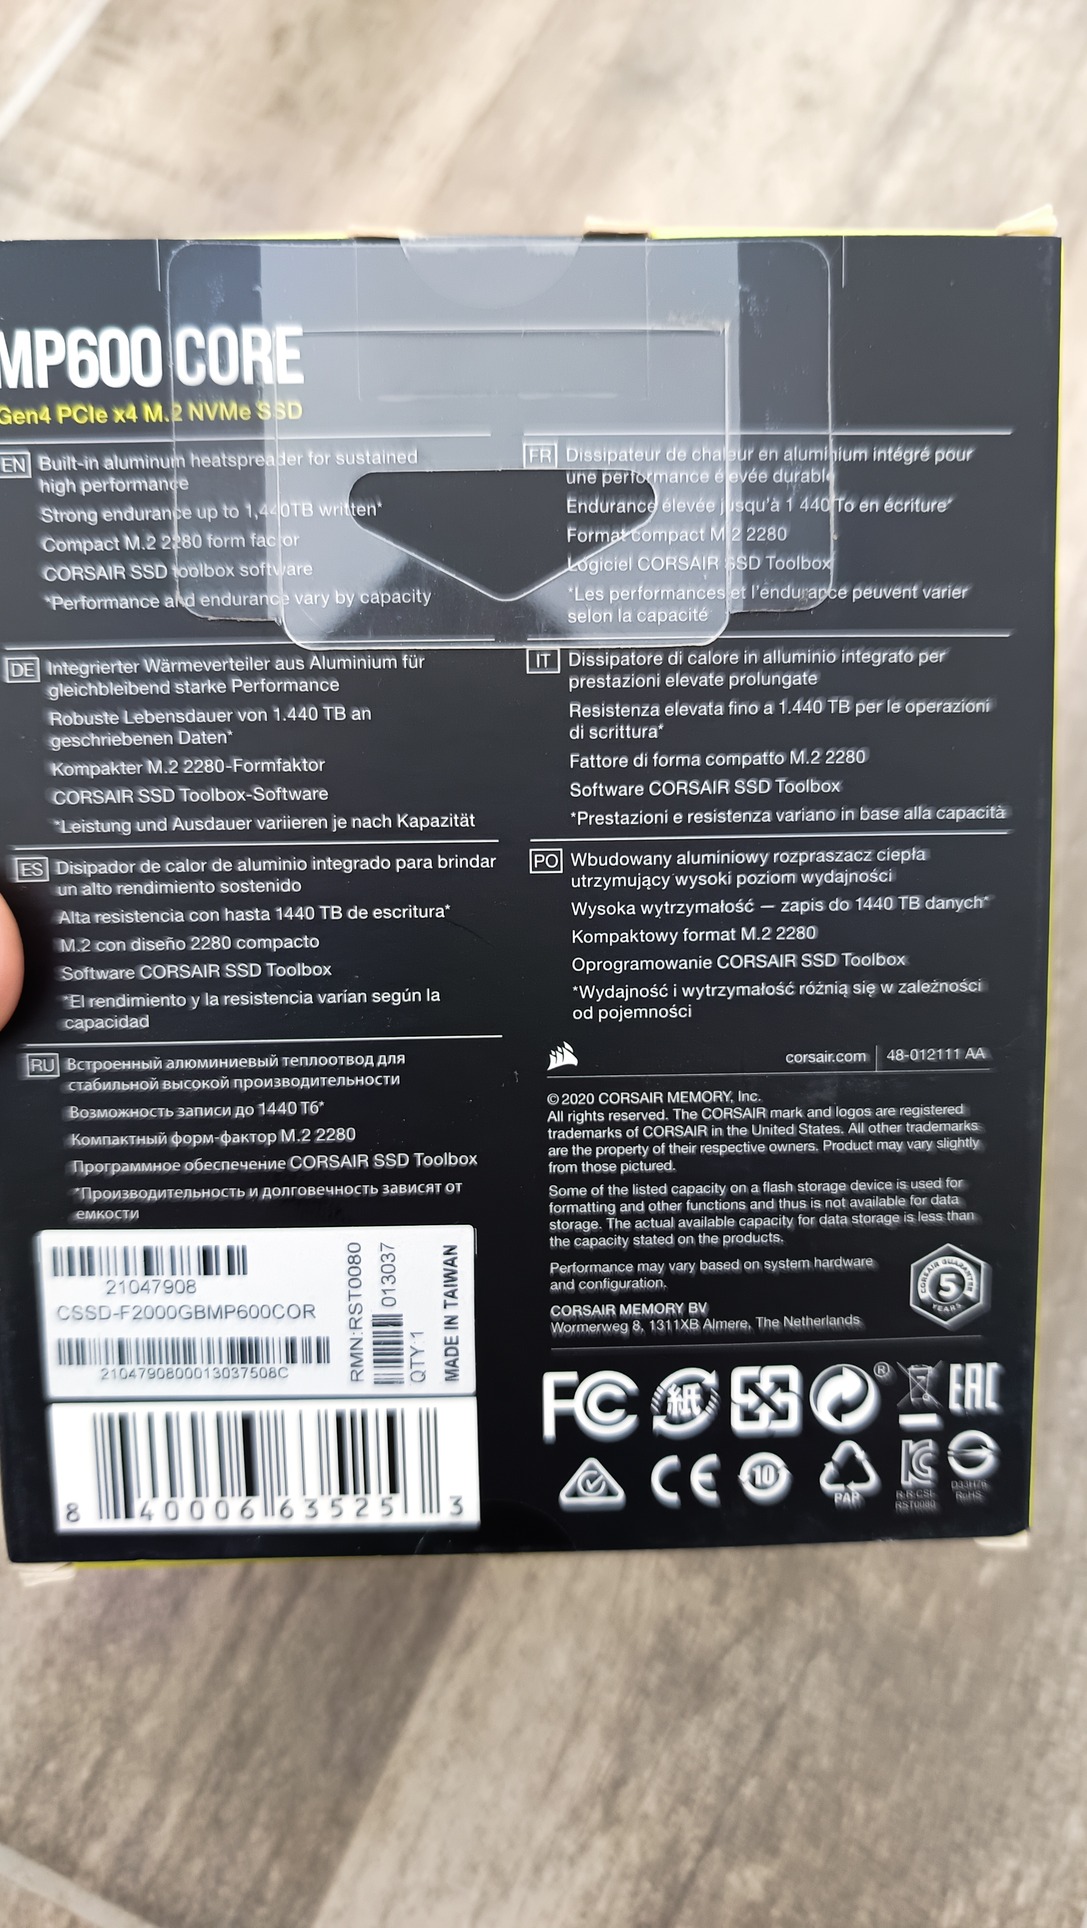 MP600 CORE
Gen4 PCIe x4 M.2 NVMe SSD
EN Built-in aluminum heatspreader for sustained
high performance
Strong endurance up to 1,440TB written*
Compact M.2 2280 form factor
CORSAIR SSD toolbox software
*Performance and endurance vary by capacity
FR Dissipateur de chaleur en aluminium intégré pour
une performance élevée durable
Endurance élevée jusqu'à 1 440 To en écriture*
Format compact M.2 2280
Logiciel CORSAIR SSD Toolbox
*Les performances et l'endurance peuvent varier
selon la capacité
DE Integrierter Wärmeverteiler aus Aluminium für
gleichbleibend starke Performance
Robuste Lebensdauer von 1.440 TB an
geschriebenen Daten*
Kompakter M.2 2280-Formfaktor
CORSAIR SSD Toolbox-Software
*Leistung und Ausdauer variieren je nach Kapazität
IT Dissipatore di calore in alluminio integrato per
prestazioni elevate prolungate
Resistenza elevata fino a 1.440 TB per le operazioni
di scrittura*
Fattore di forma compatto M.2 2280
Software CORSAIR SSD Toolbox
*Prestazioni e resistenza variano in base alla capacità
ES Disipador de calor de aluminio integrado para brindar
un alto rendimiento sostenido
Alta resistencia con hasta 1440 TB de escritura*
M.2 con diseño 2280 compacto
Software CORSAIR SSD Toolbox
*El rendimiento y la resistencia varían según la
capacidad
PO Wbudowany aluminiowy rozpraszacz ciepła
utrzymujący wysoki poziom wydajności
Wysoka wytrzymałość — zapis do 1440 TB danych*
Kompaktowy format M.2 2280
Oprogramowanie CORSAIR SSD Toolbox
*Wydajność i wytrzymałość różnią się w zależności
od pojemności
RU Встроенный алюминиевый теплоотвод для
стабильной высокой производительности
Возможность записи до 1440 Тб*
Компактный форм-фактор M.2 2280
Программное обеспечение CORSAIR SSD Toolbox
*Производительность и долговечность зависят от
емкости
corsair.com 48-012111 AA
© 2020 CORSAIR MEMORY, Inc.
All rights reserved. The CORSAIR mark and logos are registered
trademarks of CORSAIR in the United States. All other trademarks
are the property of their respective owners. Product may vary slightly
from those pictured.
Some of the listed capacity on a flash storage device is used for
formatting and other functions and thus is not available for data
storage. The actual available capacity for data storage is less than
the capacity stated on the products.
Performance may vary based on system hardware
and configuration.
CORSAIR MEMORY BV
Wormerweg 8, 1311XB Almere, The Netherlands
CORSAIR GUARANTEE
5
YEARS
21047908
CSSD-F2000GBMP600COR
21047908000013037508C
RMN:RST0080
QTY 1
013037
MADE IN TAIWAN
8 40006 63525 3
FC
紙
®
EAC
CE
10
PAP
R-R-CSL-
RST0080
D33H76
RoHS